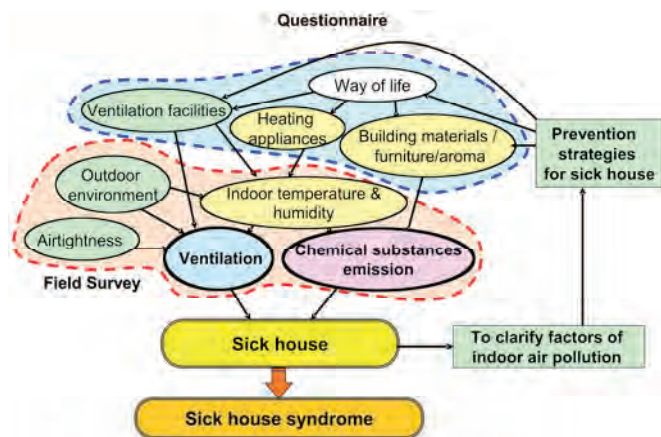 Questionnaire
Way of life
Ventilation facilities
Heating
appliances
Building materials /
furniture/aroma
Prevention
strategies
for sick house
Outdoor
environment
Indoor temperature &
humidity
Airtightness
Ventilation
Chemical substances
emission
Field Survey
Sick house
To clarify factors of
indoor air pollution
Sick house syndrome